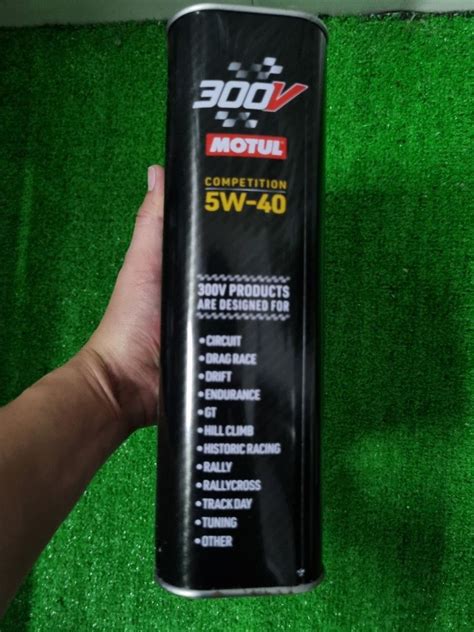 300V
MOTUL
COMPETITION
5W-40
300V PRODUCTS
ARE DESIGNED FOR
• CIRCUIT
• DRAG RACE
• DRIFT
• ENDURANCE
• GT
• HILL CLIMB
• HISTORIC RACING
• RALLY
• RALLYCROSS
• TRACK DAY
• TUNING
• OTHER